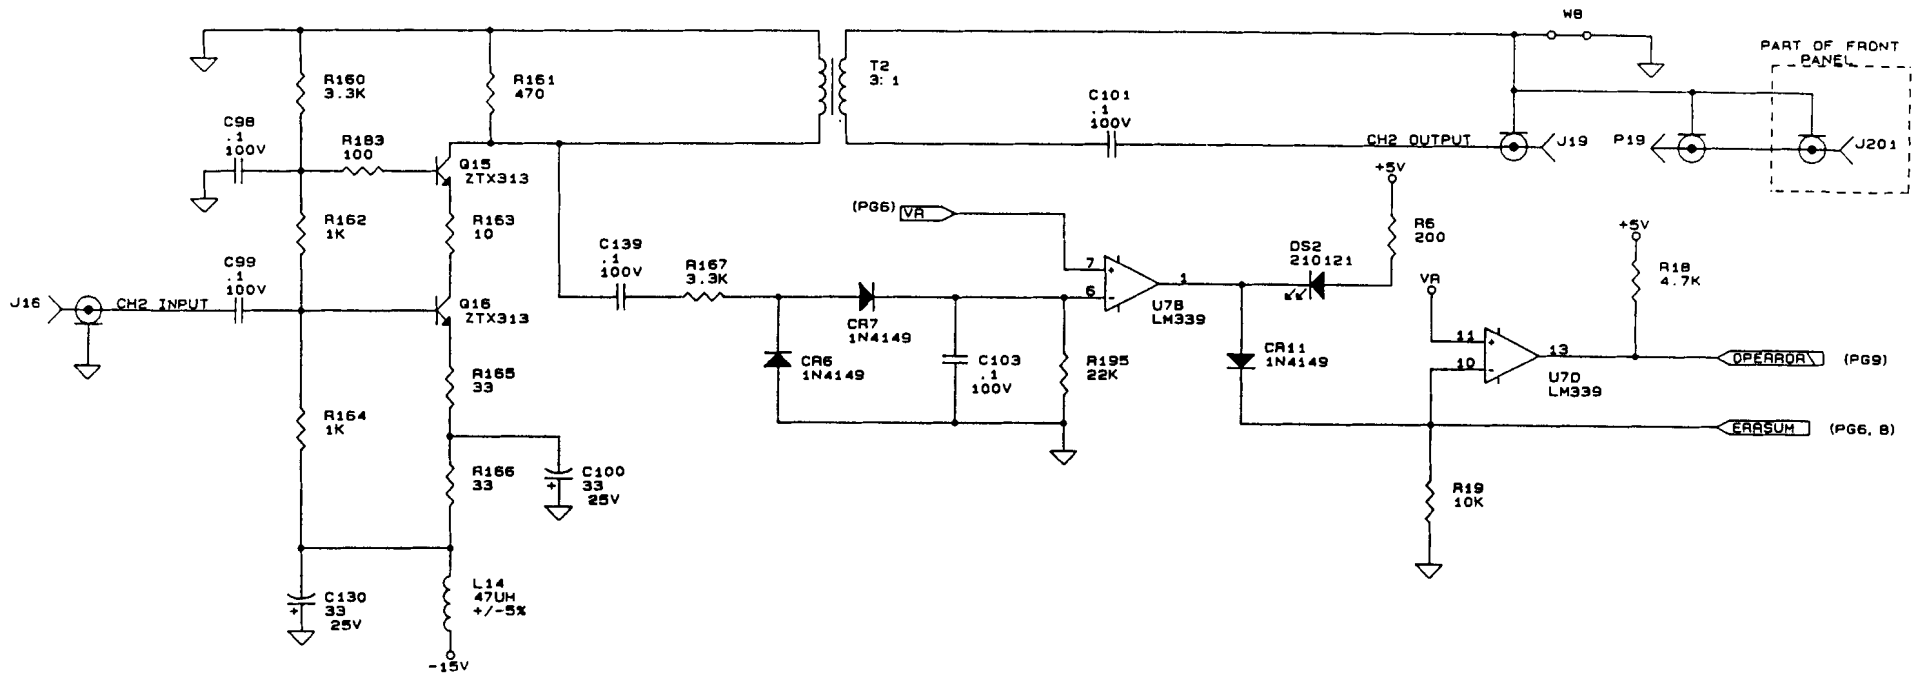 W8
PART OF FRONT
PANEL
R160
3.3K
R161
470
T2
3:1
C101
.1
100V
C98
.1
100V
R183
100
Q15
ZTX313
CH2 OUTPUT
J19
P19
J201
+5V
(PG6) VR
R162
1K
R163
10
R6
200
C139
.1
100V
R167
3.3K
7
6
1
U7B
LM339
DS2
210121
+5V
R18
4.7K
C99
.1
100V
J16
CH2 INPUT
Q16
ZTX313
CR7
1N4149
VR
CR6
1N4149
C103
.1
100V
R195
22K
CR11
1N4149
11
10
13
U7D
LM339
OPERROR\ (PG9)
R165
33
R164
1K
ERRSUM (PG6, 8)
R166
33
C100
33
25V
+
R19
10K
C130
33
25V
+
L14
47UH
+/-5%
-15V